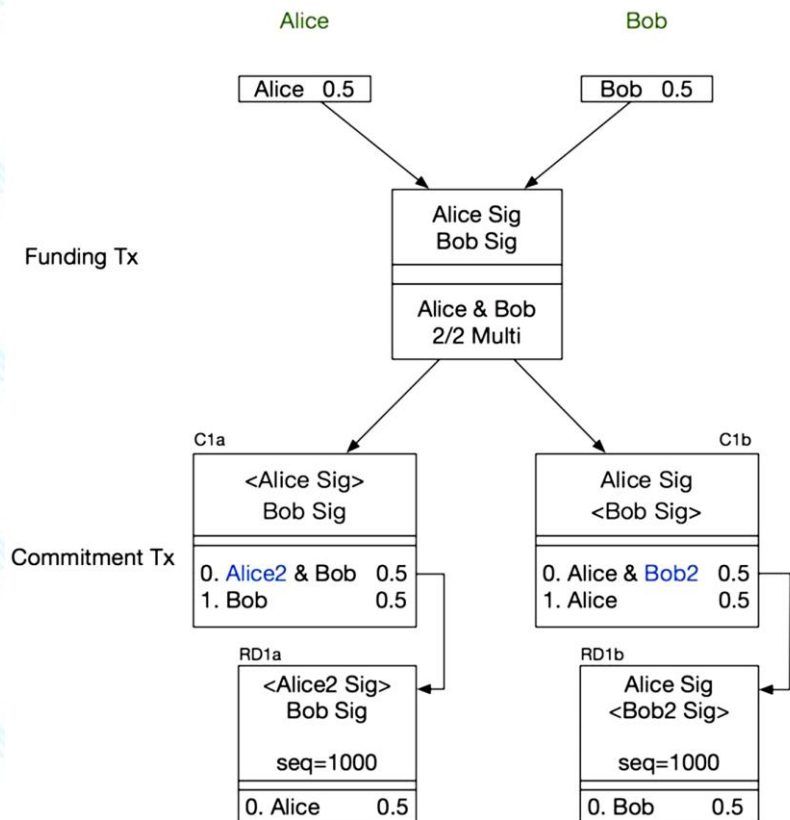 Alice
Bob
Alice 0.5
Bob 0.5
Funding Tx
Alice Sig
Bob Sig
Alice & Bob
2/2 Multi
Commitment Tx
C1a
<Alice Sig>
Bob Sig
0. Alice2 & Bob 0.5
1. Bob 0.5
C1b
Alice Sig
<Bob Sig>
0. Alice & Bob2 0.5
1. Alice 0.5
RD1a
<Alice2 Sig>
Bob Sig
seq=1000
0. Alice 0.5
RD1b
Alice Sig
<Bob2 Sig>
seq=1000
0. Bob 0.5